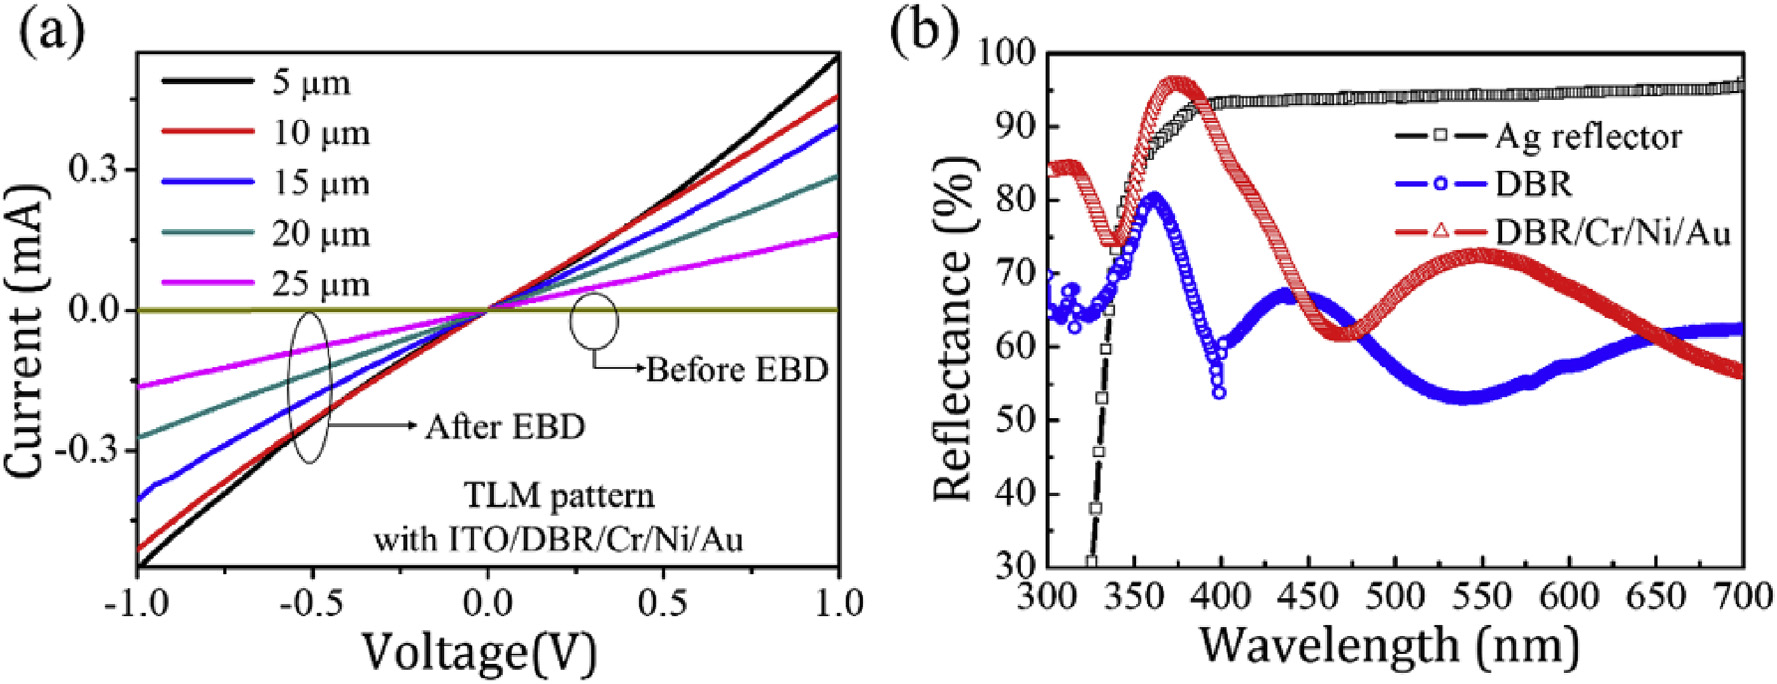 (a)
5 μm
10 μm
15 μm
20 μm
25 μm
0.3
0.0
-0.3
Current (mA)
Before EBD
After EBD
TLM pattern
with ITO/DBR/Cr/Ni/Au
-1.0 -0.5 0.0 0.5 1.0
Voltage(V)
(b)
100
90
80
70
60
50
40
30
Reflectance (%)
Ag reflector
DBR
DBR/Cr/Ni/Au
300 350 400 450 500 550 600 650 700
Wavelength (nm)